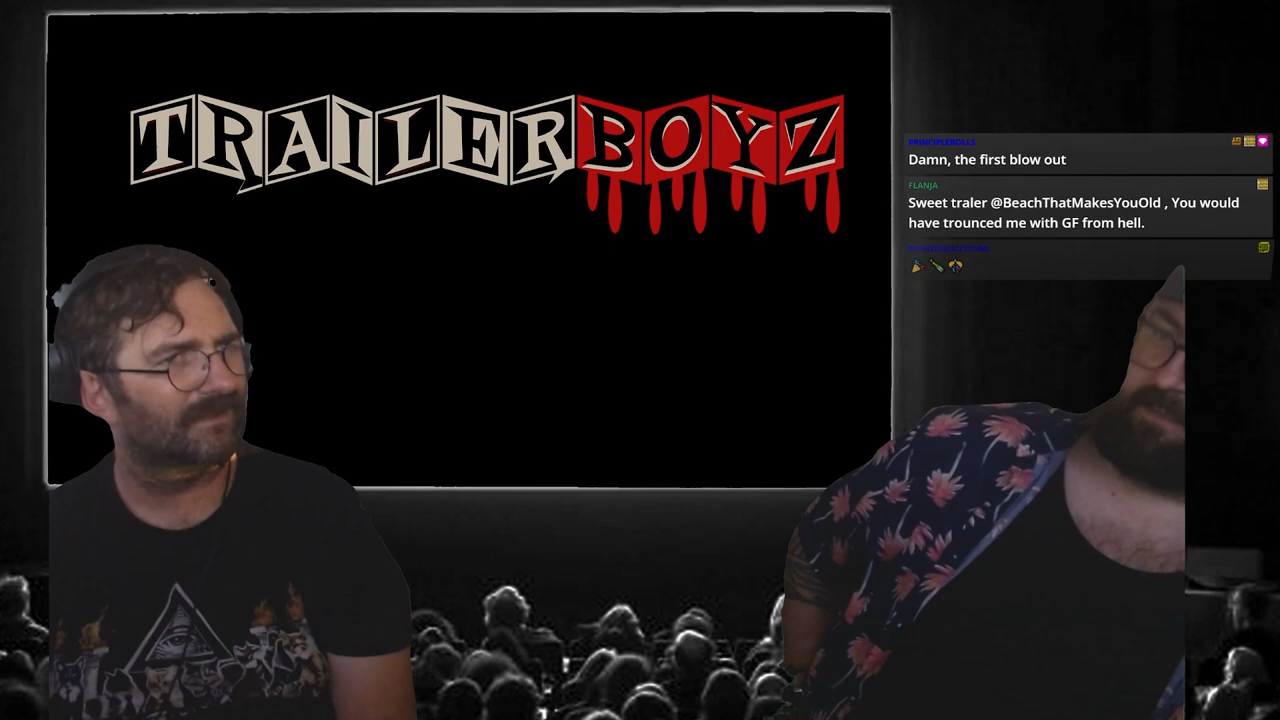 TRAILERBOYZ
PRINCIPLEROLLS
Damn, the first blow out
FLANJA
Sweet traler @BeachThatMakesYouOld , You would
have trounced me with GF from hell.